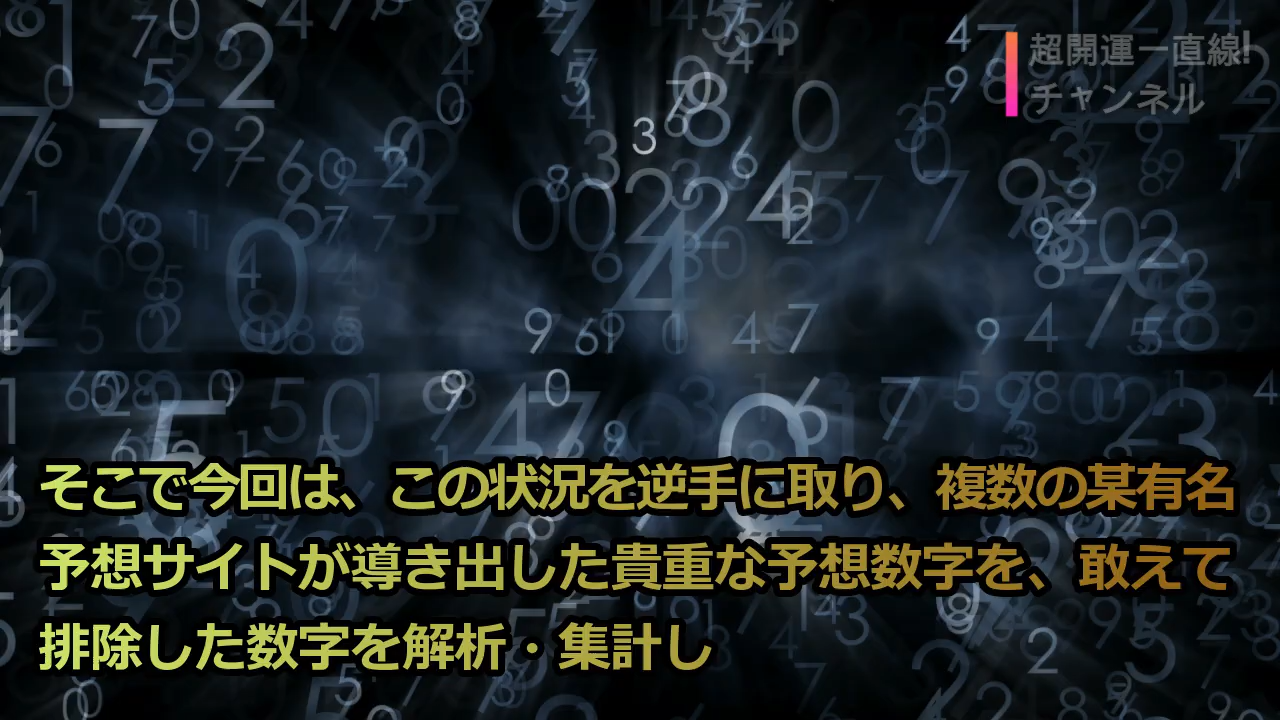 超開運一直線!
チャンネル
そこで今回は、この状況を逆手に取り、複数の某有名
予想サイトが導き出した貴重な予想数字を、敢えて
排除した数字を解析・集計し